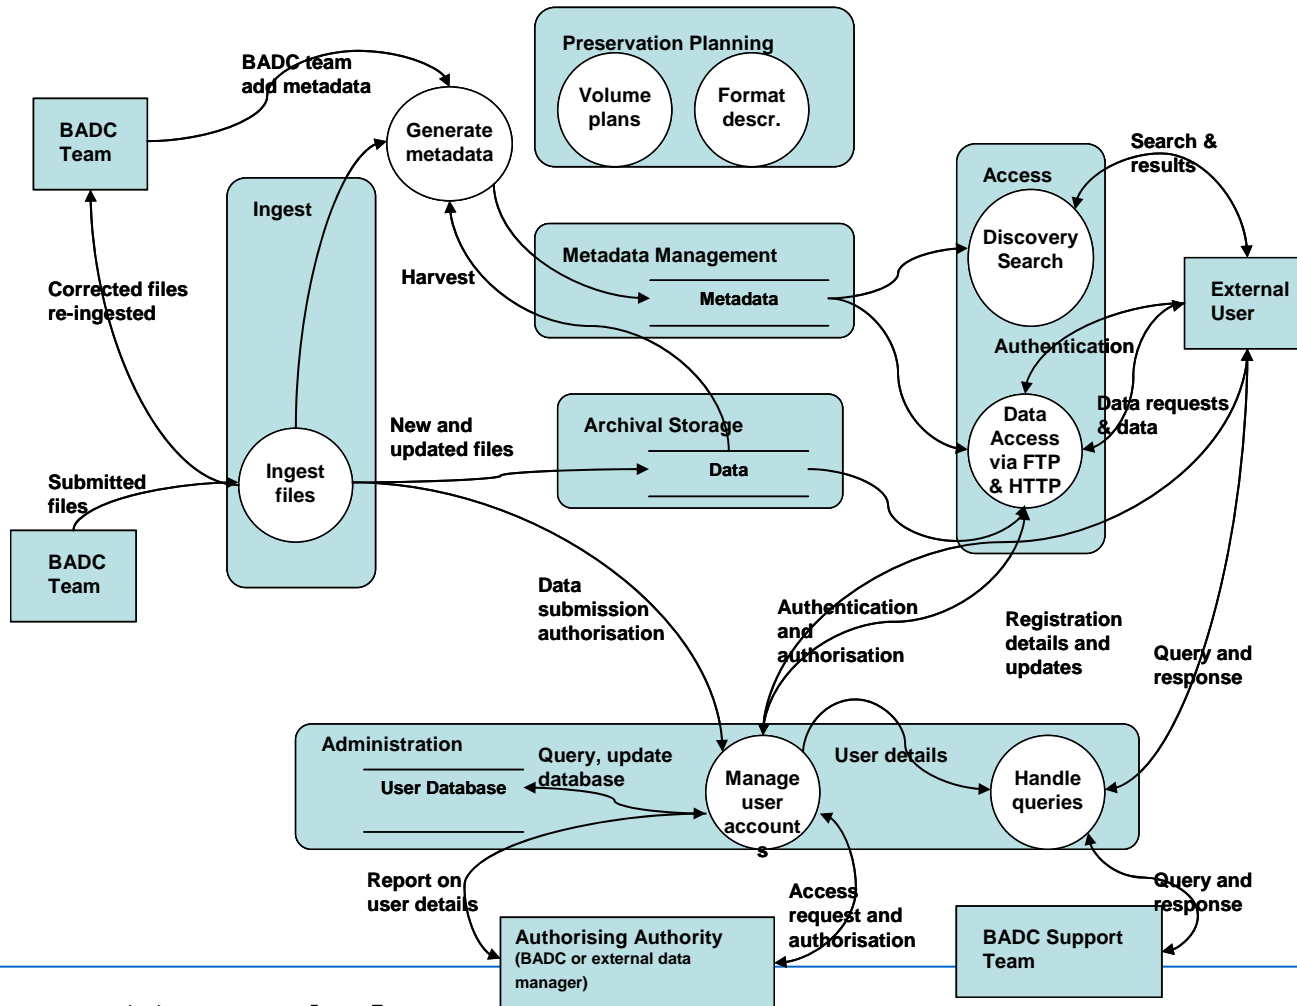 Preservation Planning
Volume
plans
Format
descr.
BADC team
add metadata
BADC
Team
Generate
metadata
Search &
results
Access
Ingest
Discovery
Search
Metadata Management
Harvest
Metadata
Corrected files
re-ingested
External
User
Authentication
Data requests
& data
Data
Access
via FTP
& HTTP
New and
updated files
Archival Storage
Data
Ingest
files
Submitted
files
BADC
Team
Data
submission
authorisation
Authentication
and
authorisation
Registration
details and
updates
Query and
response
Administration
Query, update
database
User Database
Manage
user
account
s
User details
Handle
queries
Report on
user details
Access
request and
authorisation
Query and
response
Authorising Authority
(BADC or external data
manager)
BADC Support
Team